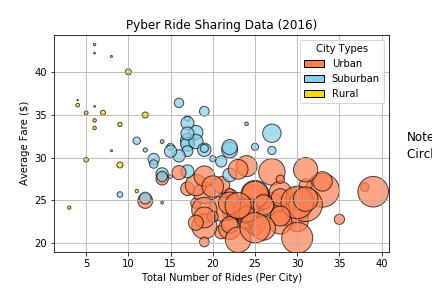 Pyber Ride Sharing Data (2016)
City Types
Urban
Suburban
Rural
Average Fare ($)
40
35
30
25
20
5 10 15 20 25 30 35 40
Total Number of Rides (Per City)
Note
Circl